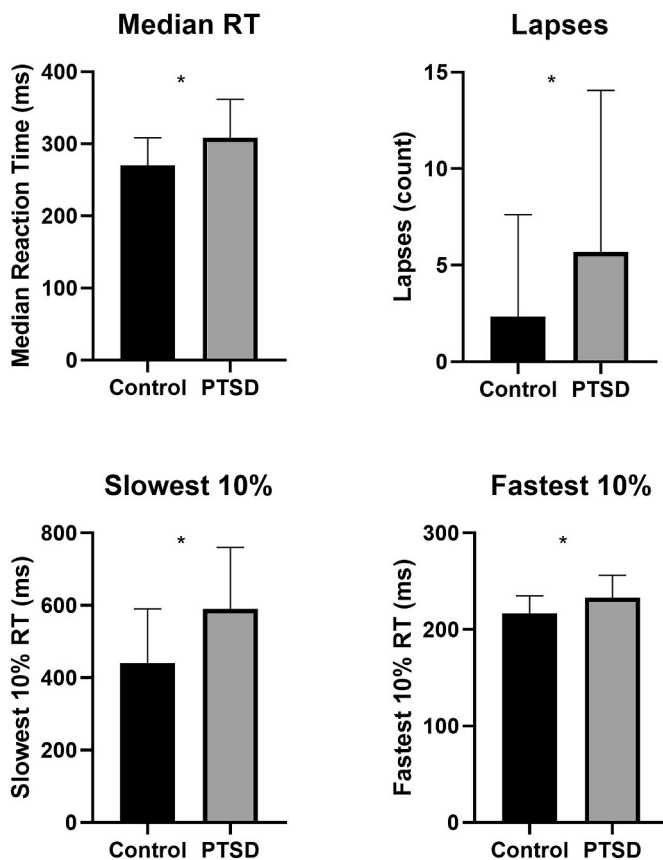 Median RT
Median Reaction Time (ms)
400
300
200
100
0
*
Control PTSD
Lapses
Lapses (count)
15
10
5
0
*
Control PTSD
Slowest 10%
Slowest 10% RT (ms)
800
600
400
200
0
*
Control PTSD
Fastest 10%
Fastest 10% RT (ms)
300
200
100
0
*
Control PTSD